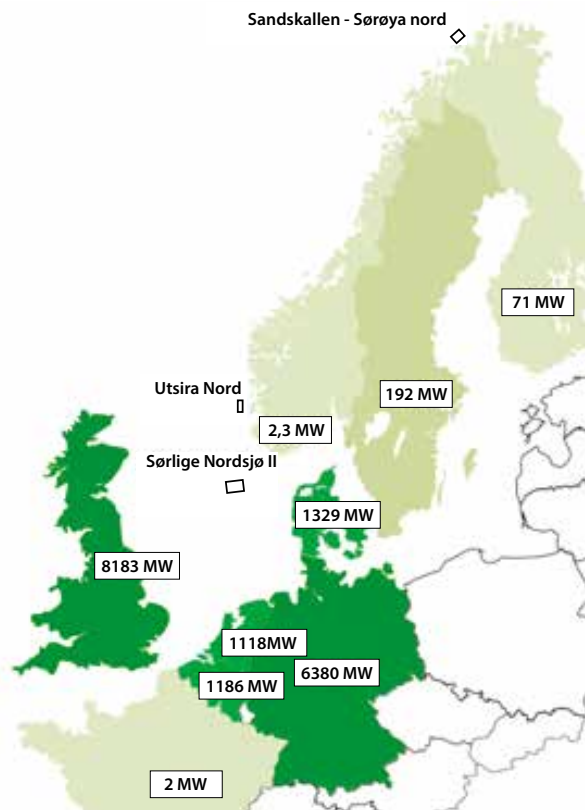 Sandskallen - Sørøya nord
71 MW
Utsira Nord
192 MW
2,3 MW
Sørlige Nordsjø II
1329 MW
8183 MW
1118MW
6380 MW
1186 MW
2 MW